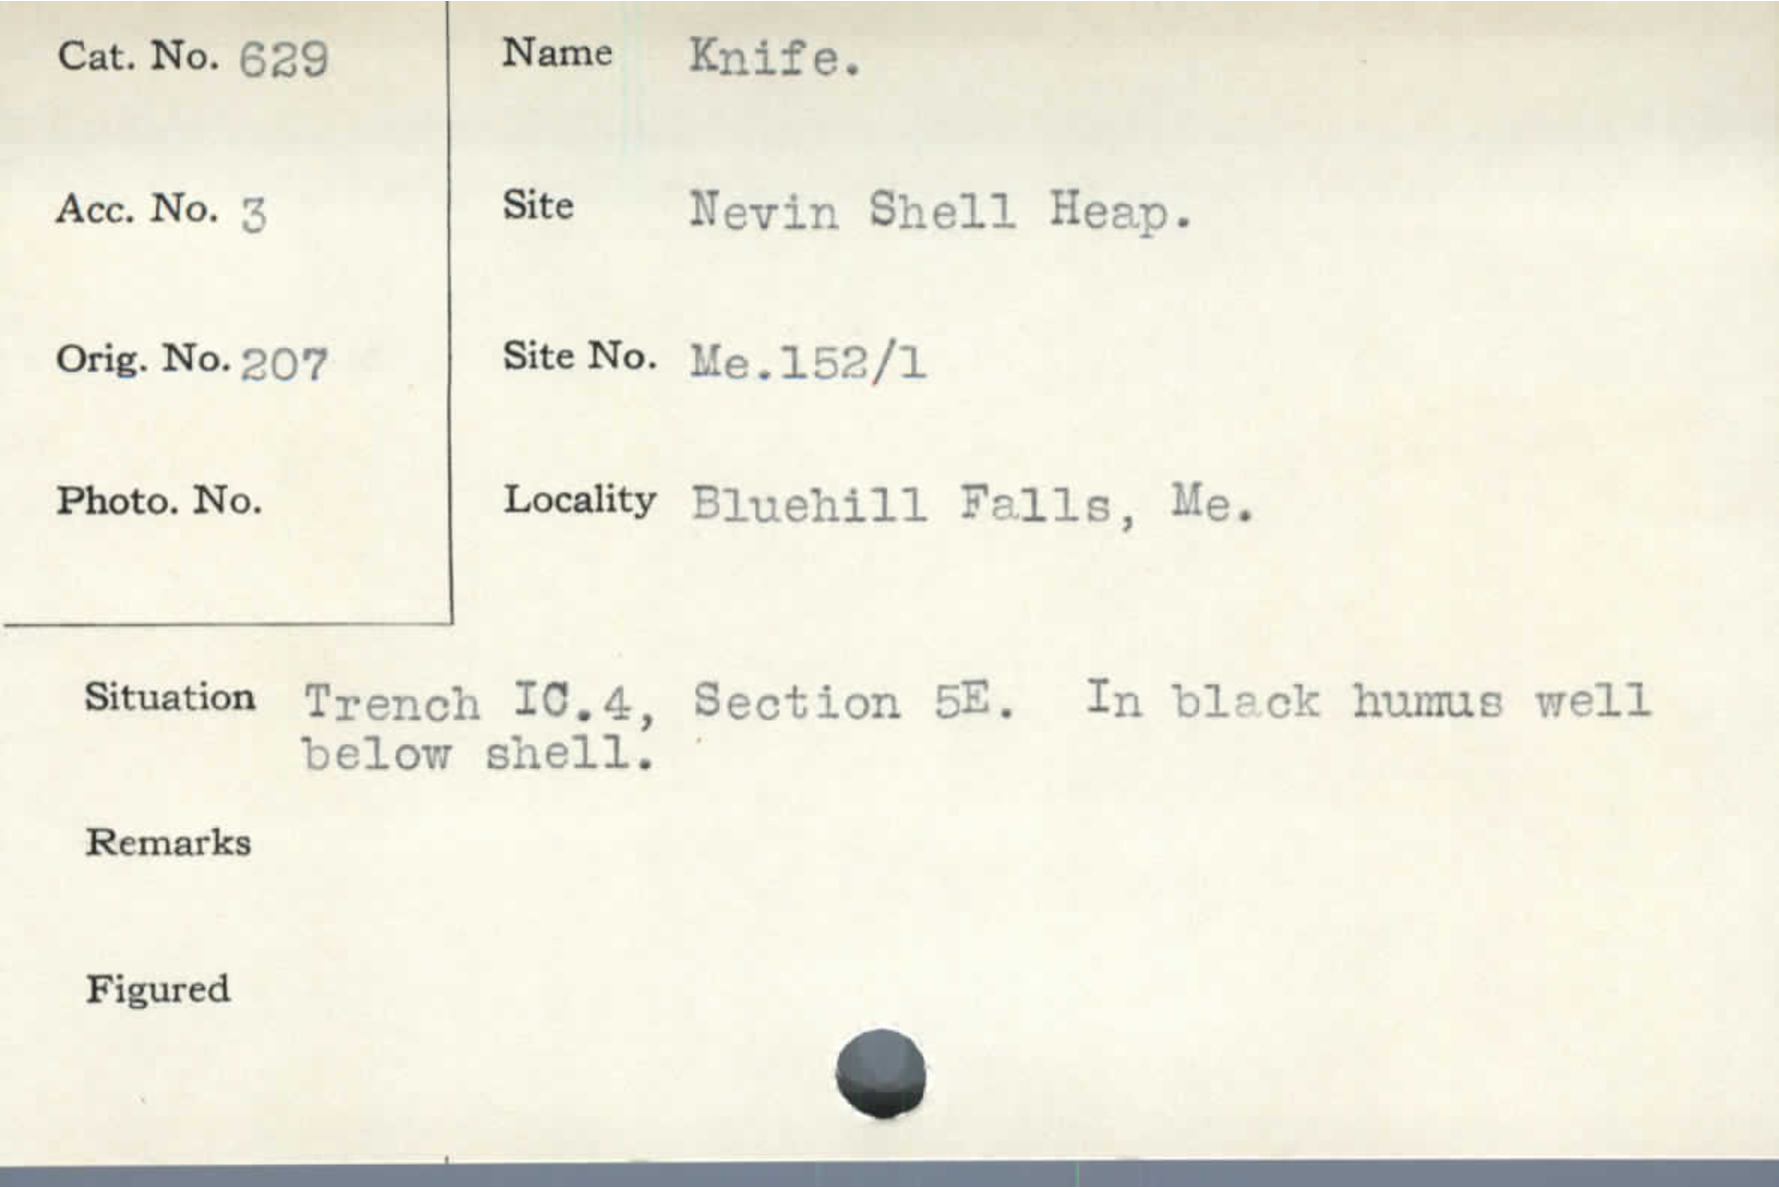 Cat. No. 629
Name Knife.
Acc. No. 3
Site Nevin Shell Heap.
Orig. No. 207
Site No. Me.152/1
Photo. No.
Locality Bluehill Falls, Me.
Situation Trench IC.4, Section 5E. In black humus well
below shell.
Remarks
Figured